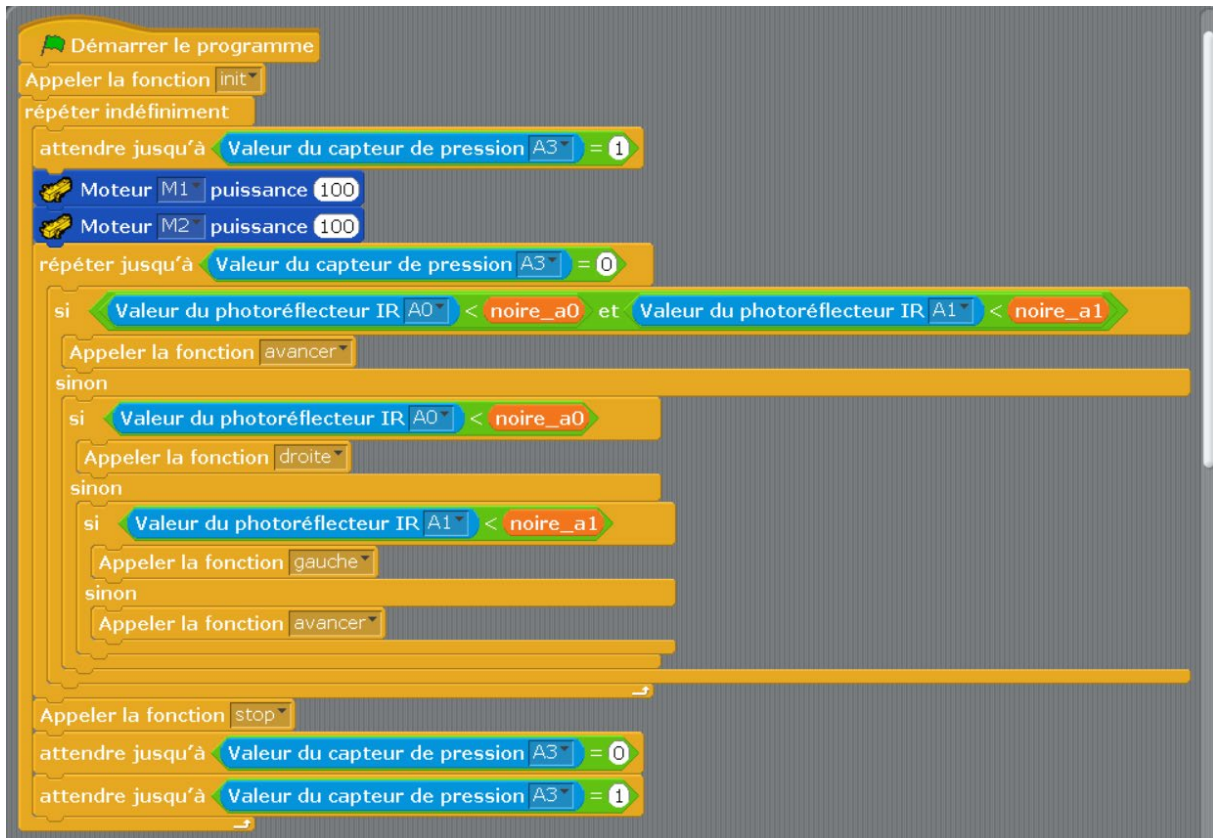 Démarrer le programme
Appeler la fonction init
répéter indéfiniment
attendre jusqu'à Valeur du capteur de pression A3 = 1
Moteur M1 puissance 100
Moteur M2 puissance 100
répéter jusqu'à Valeur du capteur de pression A3 = 0
si Valeur du photoréflecteur IR A0 < noire_a0 et Valeur du photoréflecteur IR A1 < noire_a1
Appeler la fonction avancer
sinon
si Valeur du photoréflecteur IR A0 < noire_a0
Appeler la fonction droite
sinon
si Valeur du photoréflecteur IR A1 < noire_a1
Appeler la fonction gauche
sinon
Appeler la fonction avancer
Appeler la fonction stop
attendre jusqu'à Valeur du capteur de pression A3 = 0
attendre jusqu'à Valeur du capteur de pression A3 = 1